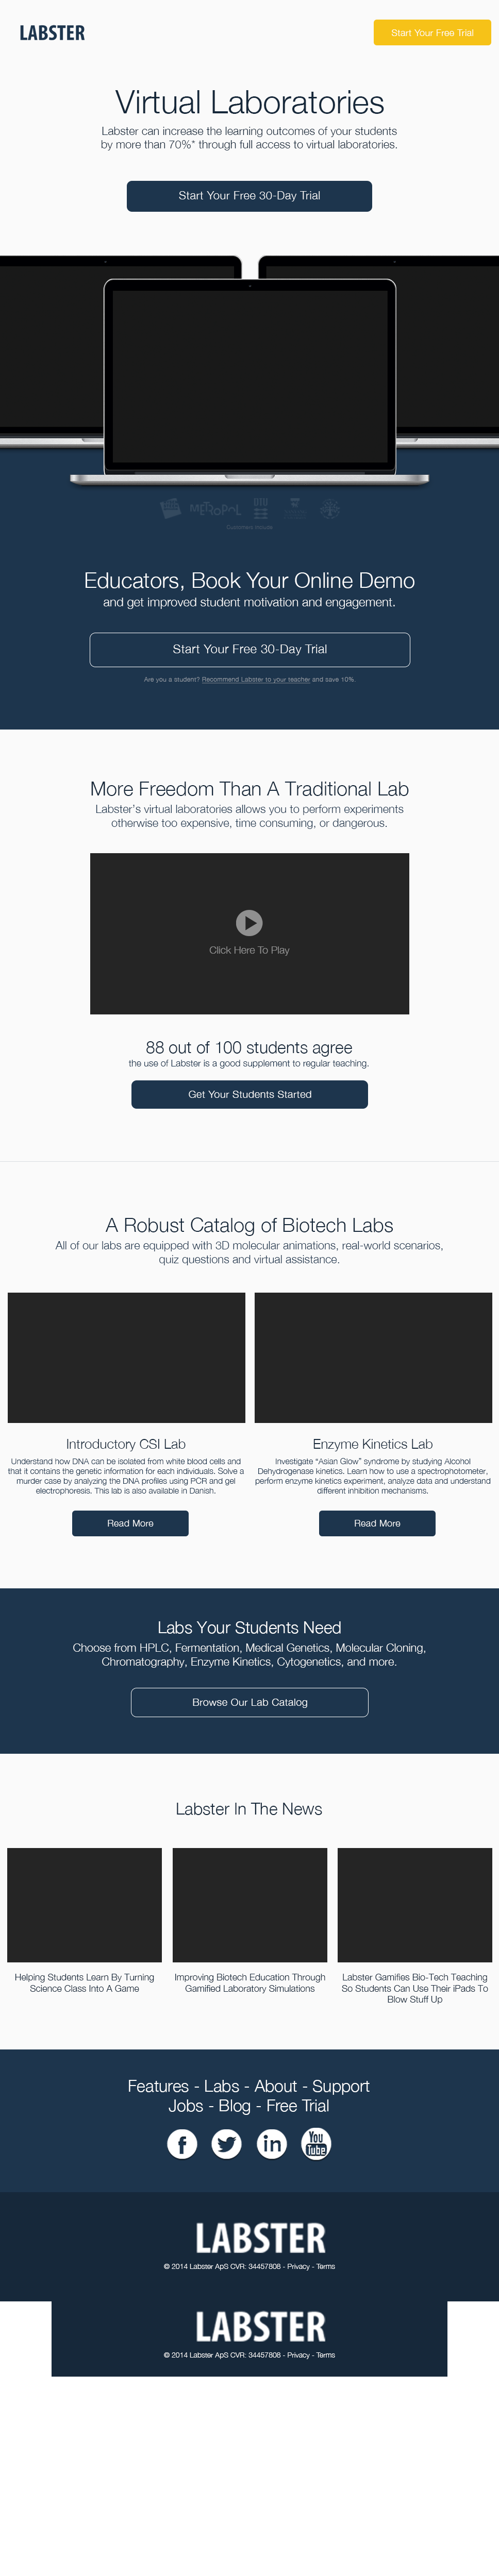 LABSTER
Start Your Free Trial
Virtual Laboratories
Labster can increase the learning outcomes of your students
by more than 70%* through full access to virtual laboratories.
Start Your Free 30-Day Trial
METROPOL
DTU
Customers Include
Educators, Book Your Online Demo
and get improved student motivation and engagement.
Start Your Free 30-Day Trial
Are you a student? Recommend Labster to your teacher and save 10%.
More Freedom Than A Traditional Lab
Labster's virtual laboratories allows you to perform experiments
otherwise too expensive, time consuming, or dangerous.
Click Here To Play
88 out of 100 students agree
the use of Labster is a good supplement to regular teaching.
Get Your Students Started
A Robust Catalog of Biotech Labs
All of our labs are equipped with 3D molecular animations, real-world scenarios,
quiz questions and virtual assistance.
Introductory CSI Lab
Understand how DNA can be isolated from white blood cells and
that it contains the genetic information for each individuals. Solve a
murder case by analyzing the DNA profiles using PCR and gel
electrophoresis. This lab is also available in Danish.
Read More
Enzyme Kinetics Lab
Investigate “Asian Glow” syndrome by studying Alcohol
Dehydrogenase kinetics. Learn how to use a spectrophotometer,
perform enzyme kinetics experiment, analyze data and understand
different inhibition mechanisms.
Read More
Labs Your Students Need
Choose from HPLC, Fermentation, Medical Genetics, Molecular Cloning,
Chromatography, Enzyme Kinetics, Cytogenetics, and more.
Browse Our Lab Catalog
Labster In The News
Helping Students Learn By Turning
Science Class Into A Game
Improving Biotech Education Through
Gamified Laboratory Simulations
Labster Gamifies Bio-Tech Teaching
So Students Can Use Their iPads To
Blow Stuff Up
Features - Labs - About - Support
Jobs - Blog - Free Trial
f
in
You
Tube
LABSTER
© 2014 Labster ApS CVR: 34457808 - Privacy - Terms
LABSTER
© 2014 Labster ApS CVR: 34457808 - Privacy - Terms